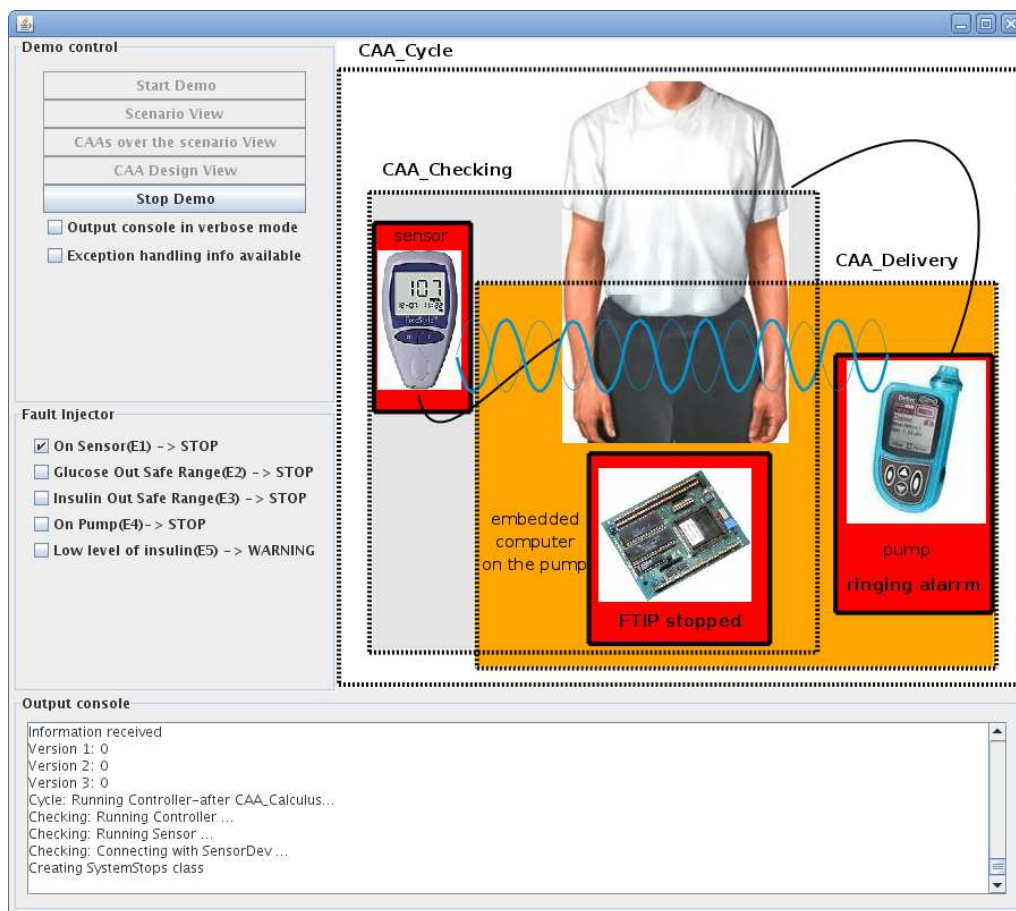 Demo control
Start Demo
Scenario View
CAAs over the scenario View
CAA Design View
Stop Demo
Output console in verbose mode
Exception handling info available
Fault Injector
On Sensor(E1) -> STOP
Glucose Out Safe Range(E2) -> STOP
Insulin Out Safe Range(E3) -> STOP
On Pump(E4)-> STOP
Low level of insulin(E5) -> WARNING
CAA_Cycle
CAA_Checking
sensor
107
CAA_Delivery
embedded
computer
on the pump
FTIP stopped
pump
ringing alarrm
Output console
Information received
Version 1: 0
Version 2: 0
Version 3: 0
Cycle: Running Controller-after CAA_Calculus...
Checking: Running Controller ...
Checking: Running Sensor ...
Checking: Connecting with SensorDev ...
Creating SystemStops class